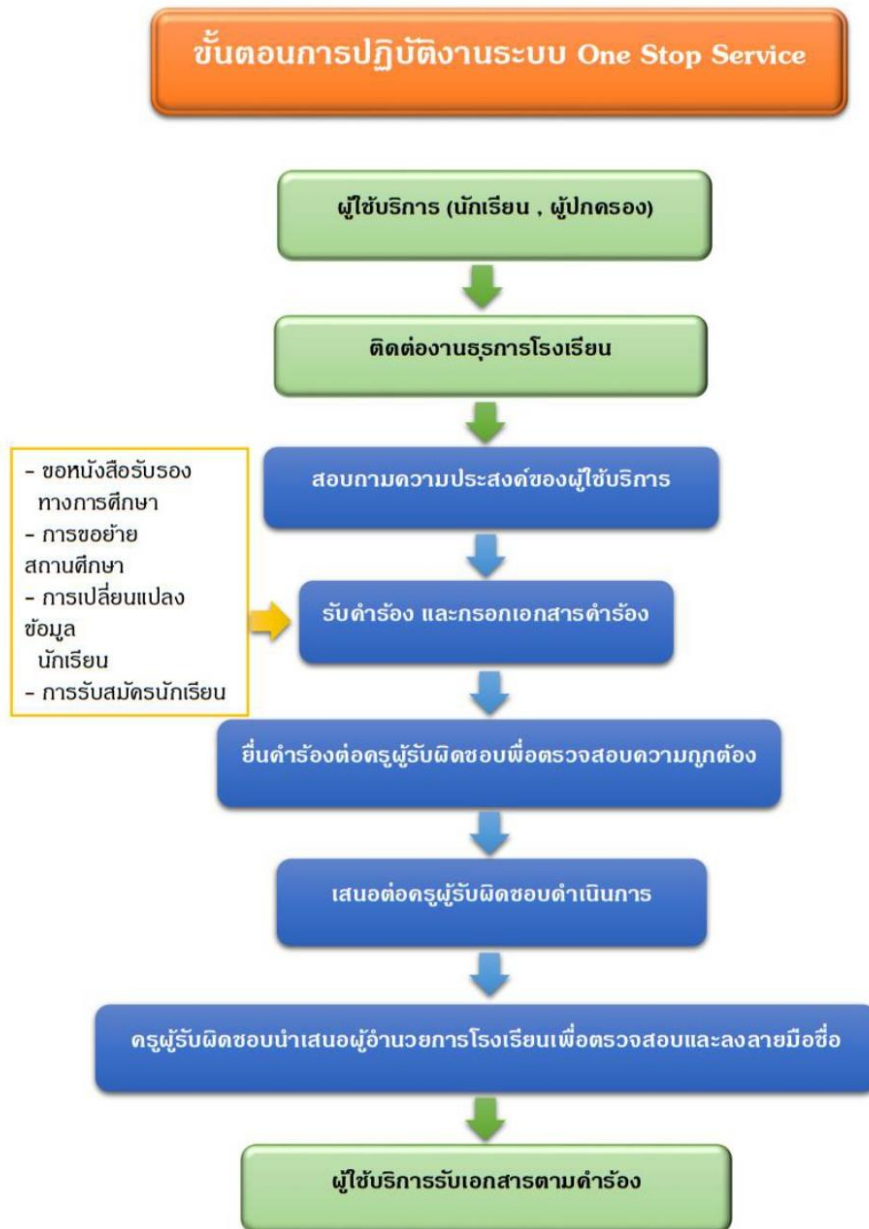 ขั้นตอนการปฏิบัติงานระบบ One Stop Service
ผู้ใช้บริการ (นักเรียน , ผู้ปกครอง)
ติดต่องานธุรการโรงเรียน
สอบถามความประสงค์ของผู้ใช้บริการ
- ขอหนังสือรับรอง
ทางการศึกษา
- การขอย้าย
สถานศึกษา
- การเปลี่ยนแปลง
ข้อมูล
นักเรียน
- การรับสมัครนักเรียน
รับคำร้อง และกรอกเอกสารคำร้อง
ยื่นคำร้องต่อครูผู้รับผิดชอบพื่อตรวจสอบความถูกต้อง
เสนอต่อครูผู้รับผิดชอบดำเนินการ
ครูผู้รับผิดชอบนำเสนอผู้อำนวยการโรงเรียนเพื่อตรวจสอบและลงลายมือชื่อ
ผู้ใช้บริการรับเอกสารตามคำร้อง